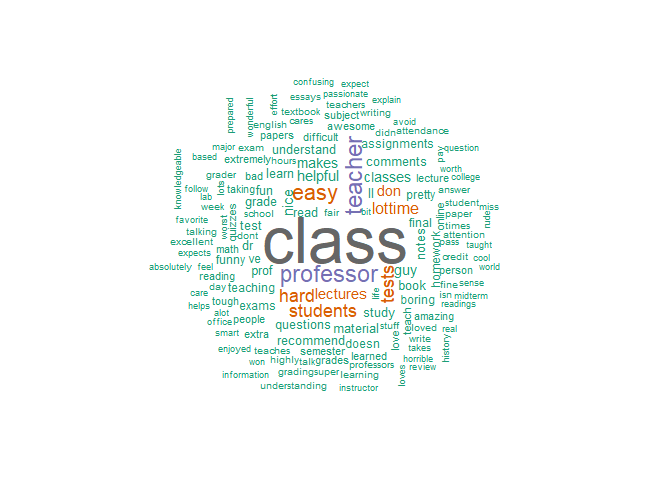 confusing expect
essays passionate
prepared wonderful effort textbook teachers explain
english cares subject writing
papers awesome didn avoid attendance
major exam understand difficult teacher assignments pay question
knowledgeable based extremely hours makes comments worth
grader bad learn helpful classes lecture college
follow lots taking fun nice easy ll don pretty answer
lab grade student miss
week school read fair bit lottime final online paper rude
favorite worst quizzes test class notes times
talking dont attention
excellent math dr homework pass taught
expects funny ve credit cool
absolutely feel prof professor tests guy person world
reading
care day teaching hard lectures life book fine sense
helps tough exams boring isn midterm
alot students study teach amazing readings
office people
smart extra questions material stuff love loved real
recommend doesn write history
enjoyed teaches semester learned takes
won highly talk grades professors horrible
information grading super learning loves review
understanding instructor